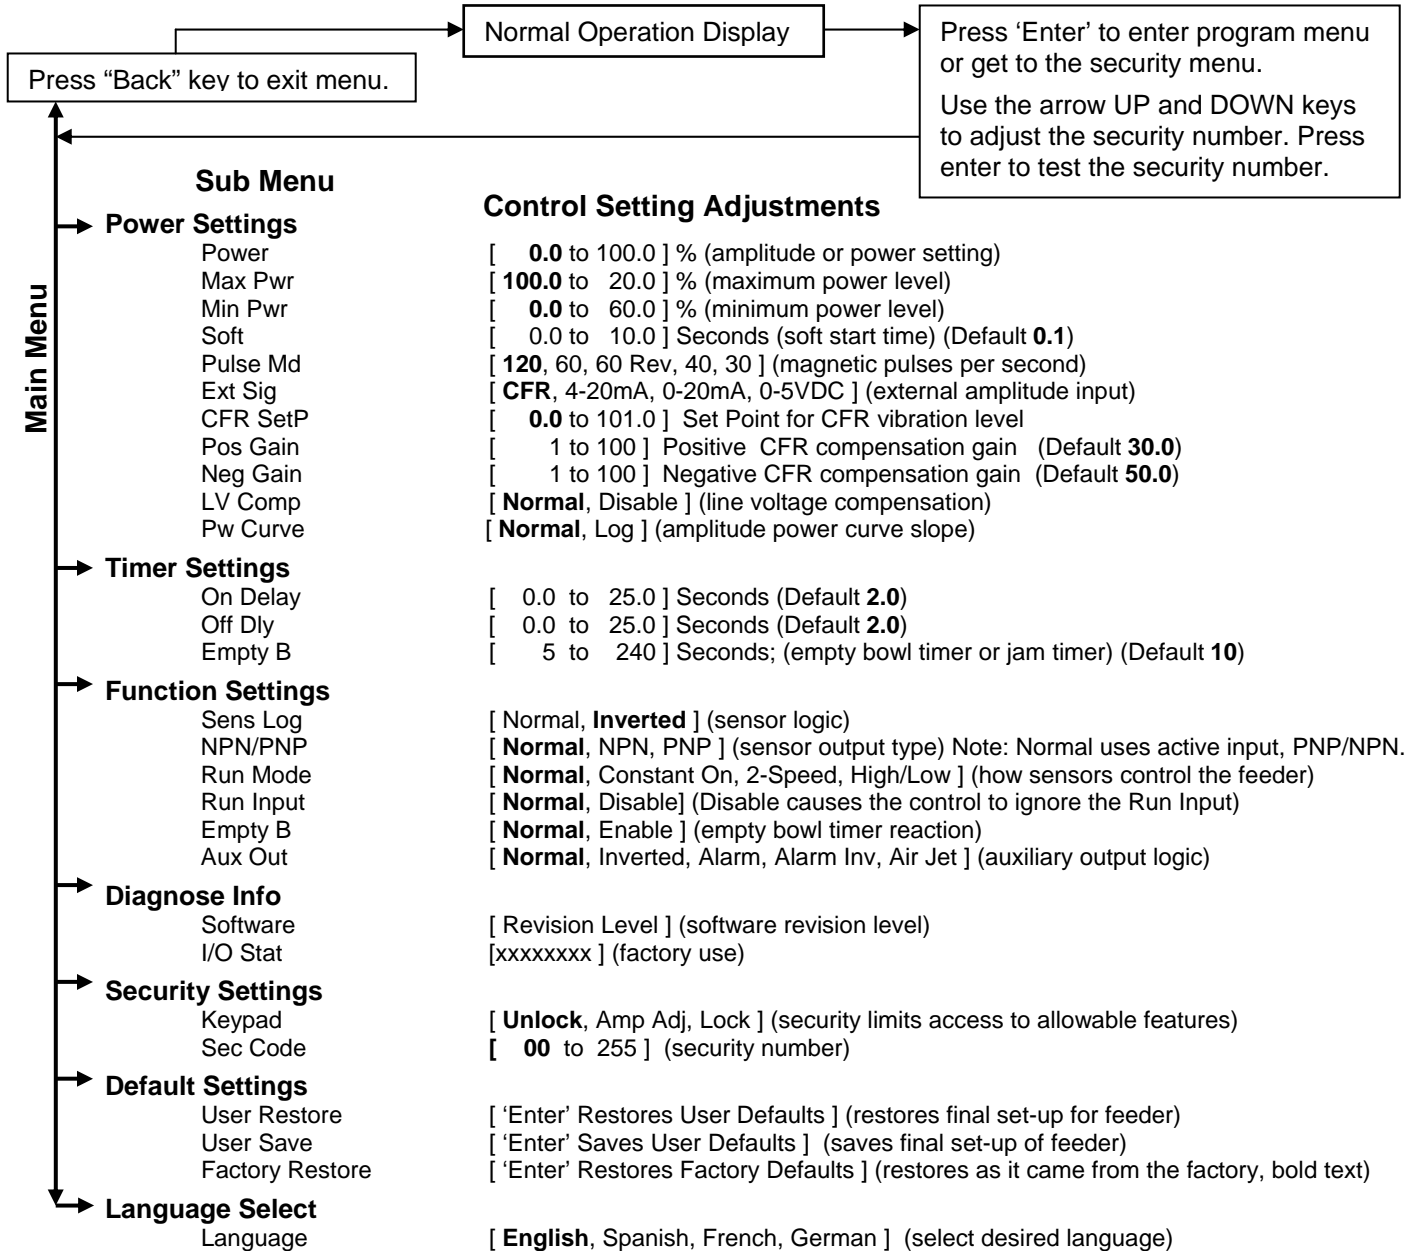 Normal Operation Display
Press "Back" key to exit menu.
Press ‘Enter’ to enter program menu
or get to the security menu.
Use the arrow UP and DOWN keys
to adjust the security number. Press
enter to test the security number.
Main Menu
Sub Menu
Control Setting Adjustments
Power Settings
Power [ 0.0 to 100.0 ] % (amplitude or power setting)
Max Pwr [ 100.0 to 20.0 ] % (maximum power level)
Min Pwr [ 0.0 to 60.0 ] % (minimum power level)
Soft [ 0.0 to 10.0 ] Seconds (soft start time) (Default 0.1)
Pulse Md [ 120, 60, 60 Rev, 40, 30 ] (magnetic pulses per second)
Ext Sig [ CFR, 4-20mA, 0-20mA, 0-5VDC ] (external amplitude input)
CFR SetP [ 0.0 to 101.0 ] Set Point for CFR vibration level
Pos Gain [ 1 to 100 ] Positive CFR compensation gain (Default 30.0)
Neg Gain [ 1 to 100 ] Negative CFR compensation gain (Default 50.0)
LV Comp [ Normal, Disable ] (line voltage compensation)
Pw Curve [ Normal, Log ] (amplitude power curve slope)
Timer Settings
On Delay [ 0.0 to 25.0 ] Seconds (Default 2.0)
Off Dly [ 0.0 to 25.0 ] Seconds (Default 2.0)
Empty B [ 5 to 240 ] Seconds; (empty bowl timer or jam timer) (Default 10)
Function Settings
Sens Log [ Normal, Inverted ] (sensor logic)
NPN/PNP [ Normal, NPN, PNP ] (sensor output type) Note: Normal uses active input, PNP/NPN.
Run Mode [ Normal, Constant On, 2-Speed, High/Low ] (how sensors control the feeder)
Run Input [ Normal, Disable] (Disable causes the control to ignore the Run Input)
Empty B [ Normal, Enable ] (empty bowl timer reaction)
Aux Out [ Normal, Inverted, Alarm, Alarm Inv, Air Jet ] (auxiliary output logic)
Diagnose Info
Software [ Revision Level ] (software revision level)
I/O Stat [xxxxxxxx ] (factory use)
Security Settings
Keypad [ Unlock, Amp Adj, Lock ] (security limits access to allowable features)
Sec Code [ 00 to 255 ] (security number)
Default Settings
User Restore [ ‘Enter’ Restores User Defaults ] (restores final set-up for feeder)
User Save [ ‘Enter’ Saves User Defaults ] (saves final set-up of feeder)
Factory Restore [ ‘Enter’ Restores Factory Defaults ] (restores as it came from the factory, bold text)
Language Select
Language [ English, Spanish, French, German ] (select desired language)